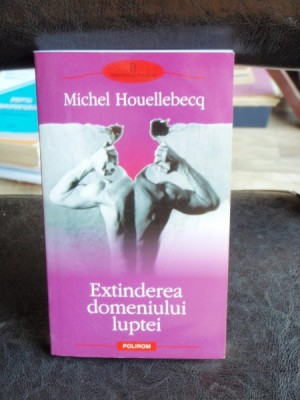 Michel Houellebecq
Extinderea
domeniului
luptei
POLIROM